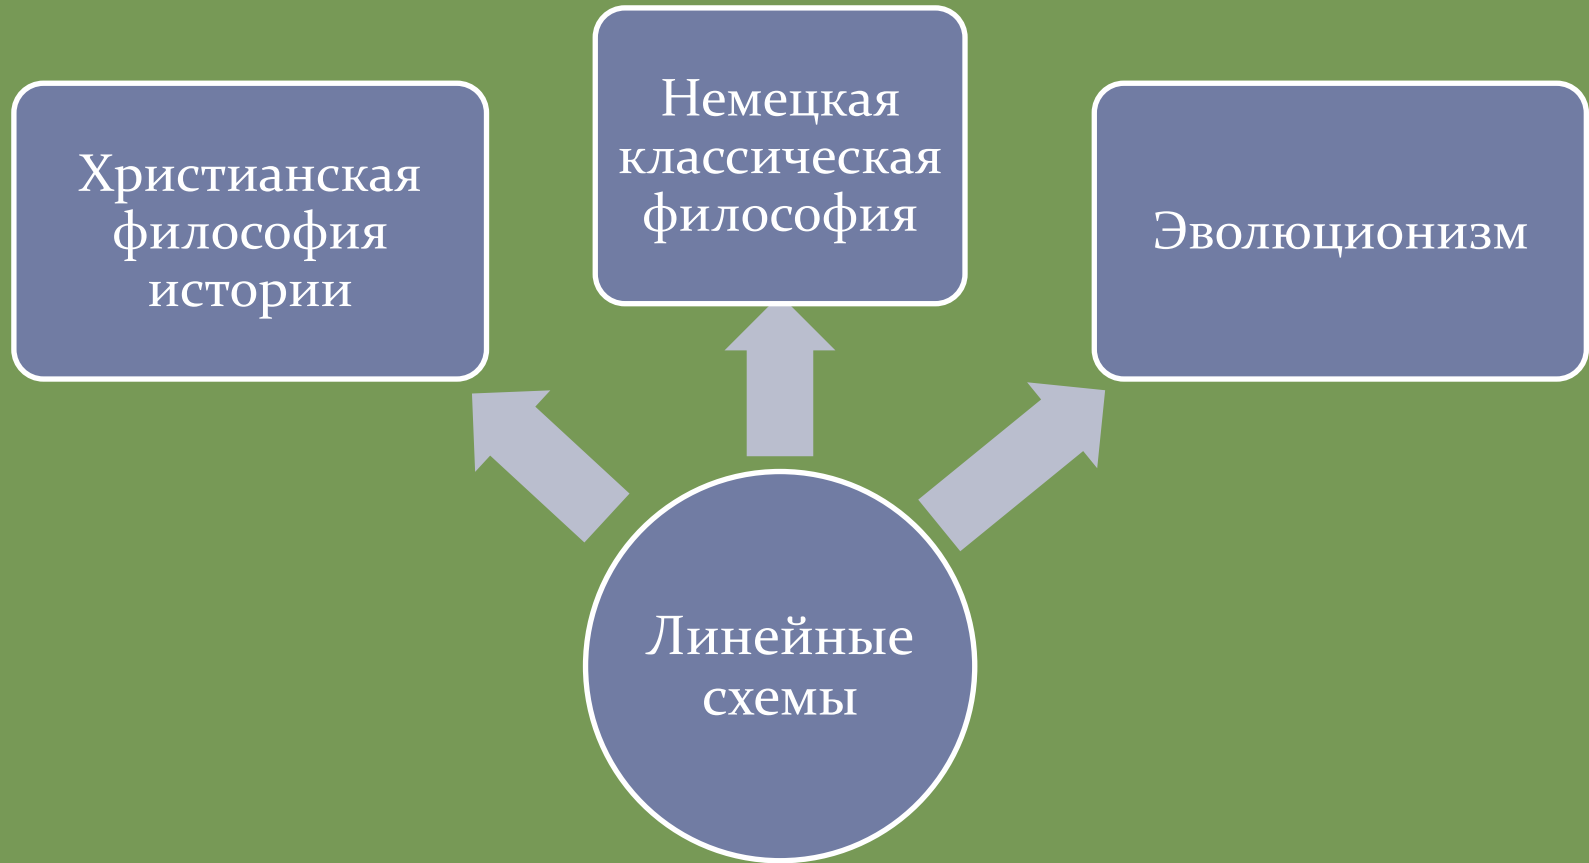 Христианская
философия
истории
Немецкая
классическая
философия
Эволюционизм
Линейные
схемы